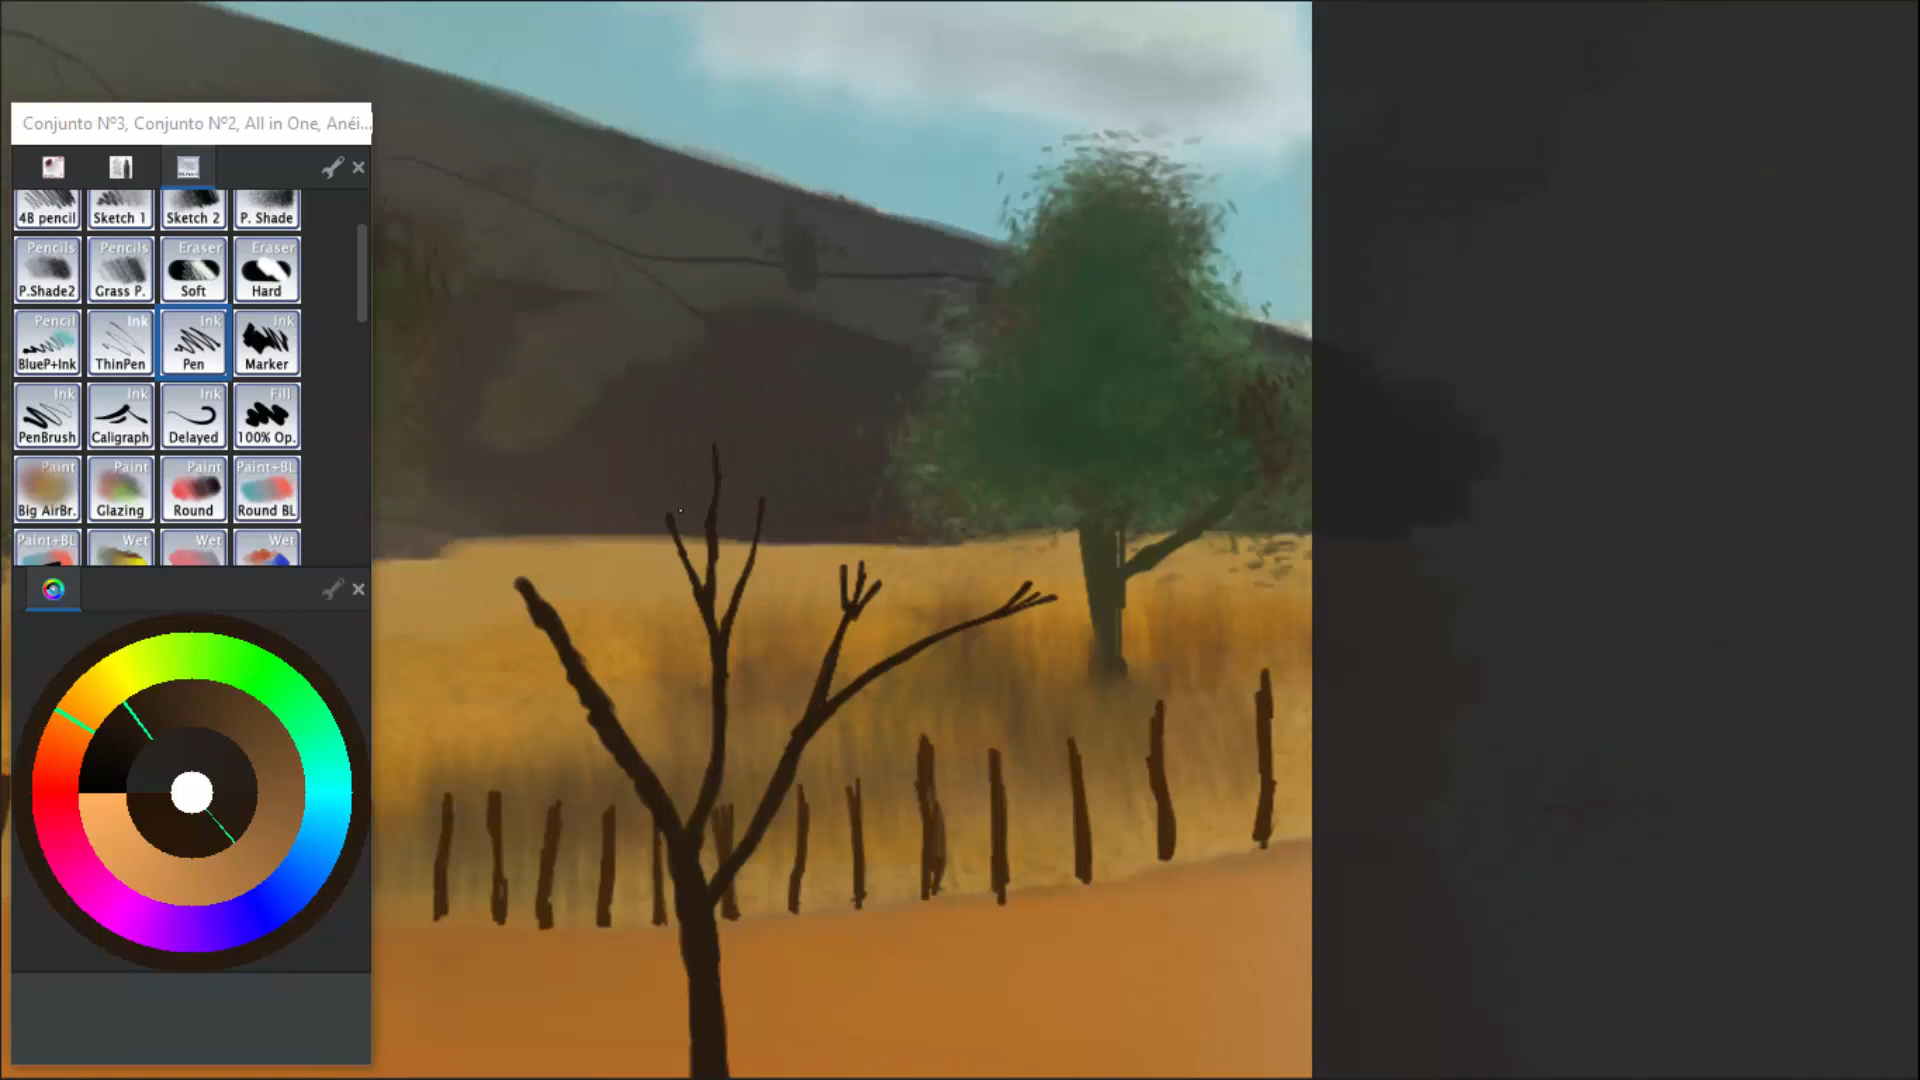 Conjunto Nº3, Conjunto Nº2, All in One, Anéi...
4B pencil Sketch 1 Sketch 2 P. Shade
Pencils Pencils Eraser Eraser
P.Shade2 Grass P. Soft Hard
Pencil Ink Ink Ink
BlueP+Ink ThinPen Pen Marker
Ink Ink Ink Fill
PenBrush Caligraph Delayed 100% Op.
Paint Paint Paint Paint+BL
Big AirBr. Glazing Round Round BL
Paint+BL Wet Wet Wet